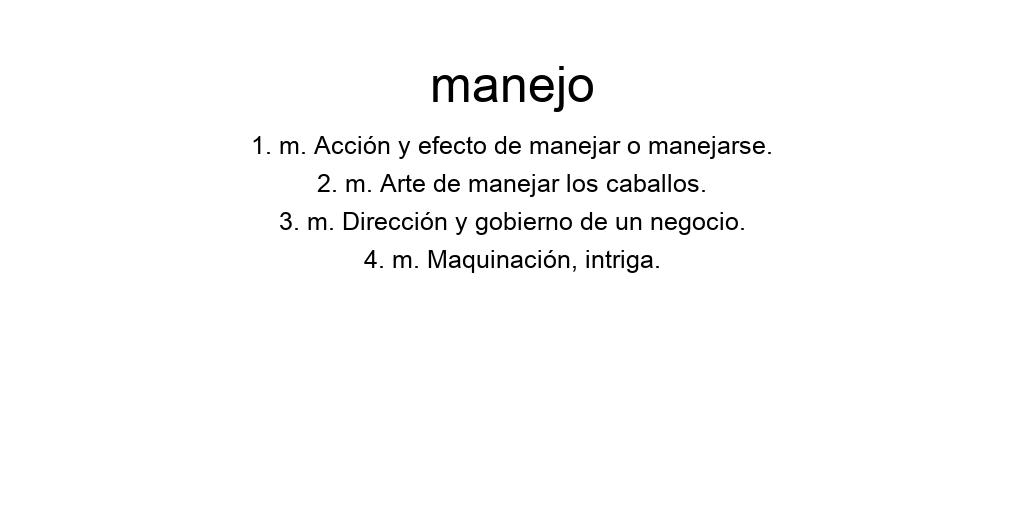 manejo
1. m. Acción y efecto de manejar o manejarse.
2. m. Arte de manejar los caballos.
3. m. Dirección y gobierno de un negocio.
4. m. Maquinación, intriga.